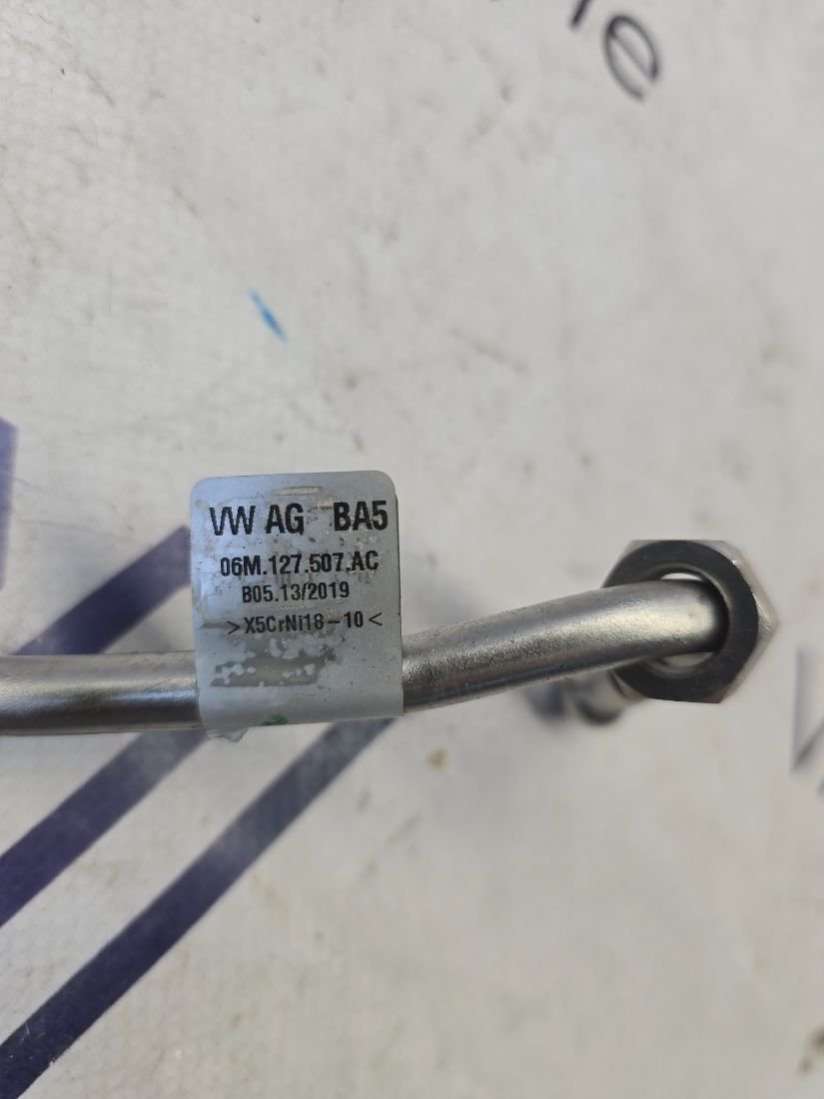 VW AG BA5
06M.127.507.AC
B05.13/2019
>X5CrNi18-10<